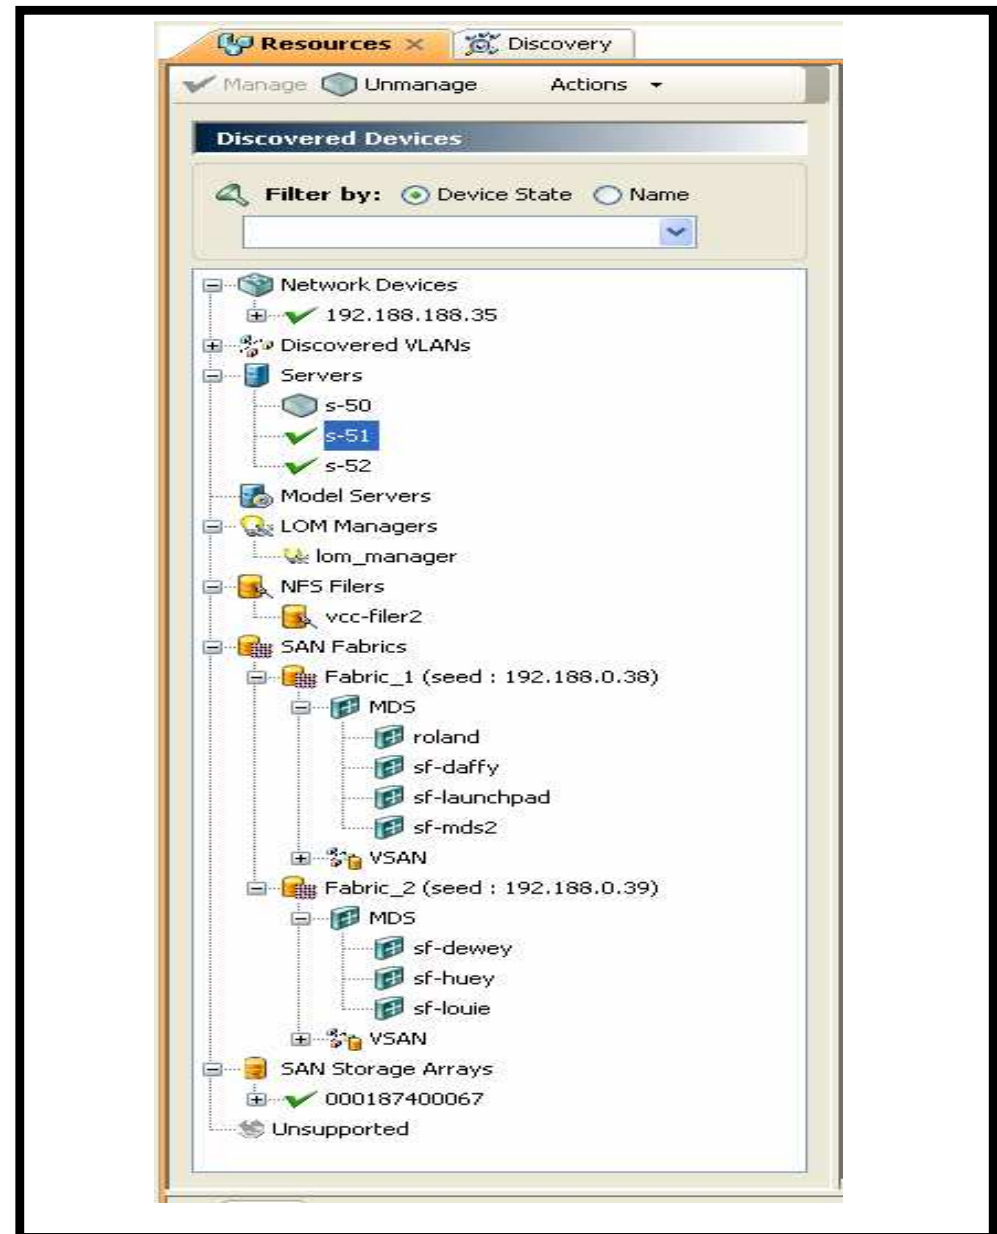 Resources Discovery
Manage Unmanage Actions
Discovered Devices
Filter by: Device State Name
Network Devices
192.188.188.35
Discovered VLANs
Servers
s-50
s-51
s-52
Model Servers
LOM Managers
lom_manager
NFS Filers
vcc-filer2
SAN Fabrics
Fabric_1 (seed : 192.188.0.38)
MDS
roland
sf-daffy
sf-launchpad
sf-mds2
VSAN
Fabric_2 (seed : 192.188.0.39)
MDS
sf-dewey
sf-huey
sf-louie
VSAN
SAN Storage Arrays
000187400067
Unsupported